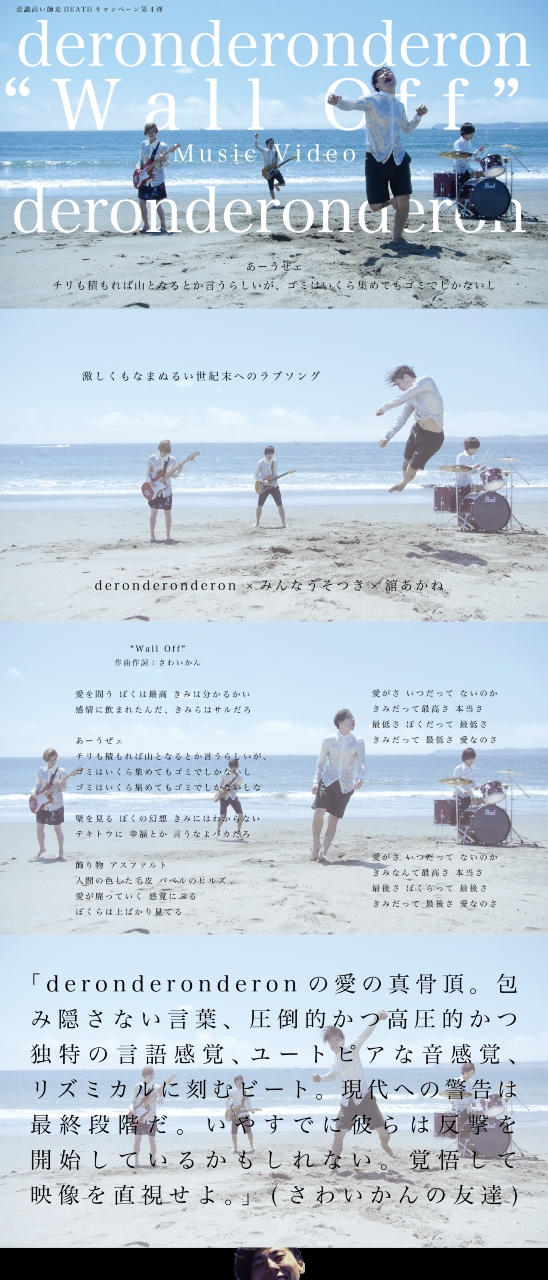 意識高い師走DEATHキャンペーン第4弾
deronderonderon
“Wall Off”
Music Video
deronderonderon
あーうぜェ
チリも積もれば山となるとか言うらしいが、ゴミはいくら集めてもゴミでしかないし
激しくもなまぬるい世紀末へのラブソング
deronderonderon × みんなうそつき × 舘あかね
“Wall Off”
作曲作詞：さわいかん
愛を問う ぼくは最高 きみは分かるかい
感情に飲まれたんだ、きみらはサルだろ
あーうぜェ
チリも積もれば山となるとか言うらしいが、
ゴミはいくら集めてもゴミでしかないし
ゴミはいくら集めてもゴミでしかないしな
壁を見る ぼくの幻想 きみにはわからない
テキトウに 幸福とか 言うなよバカだろ
飾り物 アスファルト
人間の色した毛皮 バベルのヒルズ
愛が廃っていく 感覚に浸る
ぼくらは上ばかり見てる
愛がさ いつだって ないのか
きみだって最高さ 本当さ
最低さ ぼくだって 最低さ
きみだって 最低さ 愛なのさ
愛がさ いつだって ないのか
きみなんて最高さ 本当さ
最後さ ぼくらって 最後さ
きみだって 最後さ 愛なのさ
「deronderonderonの愛の真骨頂。包
み隠さない言葉、圧倒的かつ高圧的かつ
独特の言語感覚、ユートピアな音感覚、
リズミカルに刻むビート。現代への警告は
最終段階だ。いやすでに彼らは反撃を
開始しているかもしれない。覚悟して
映像を直視せよ。」(さわいかんの友達)